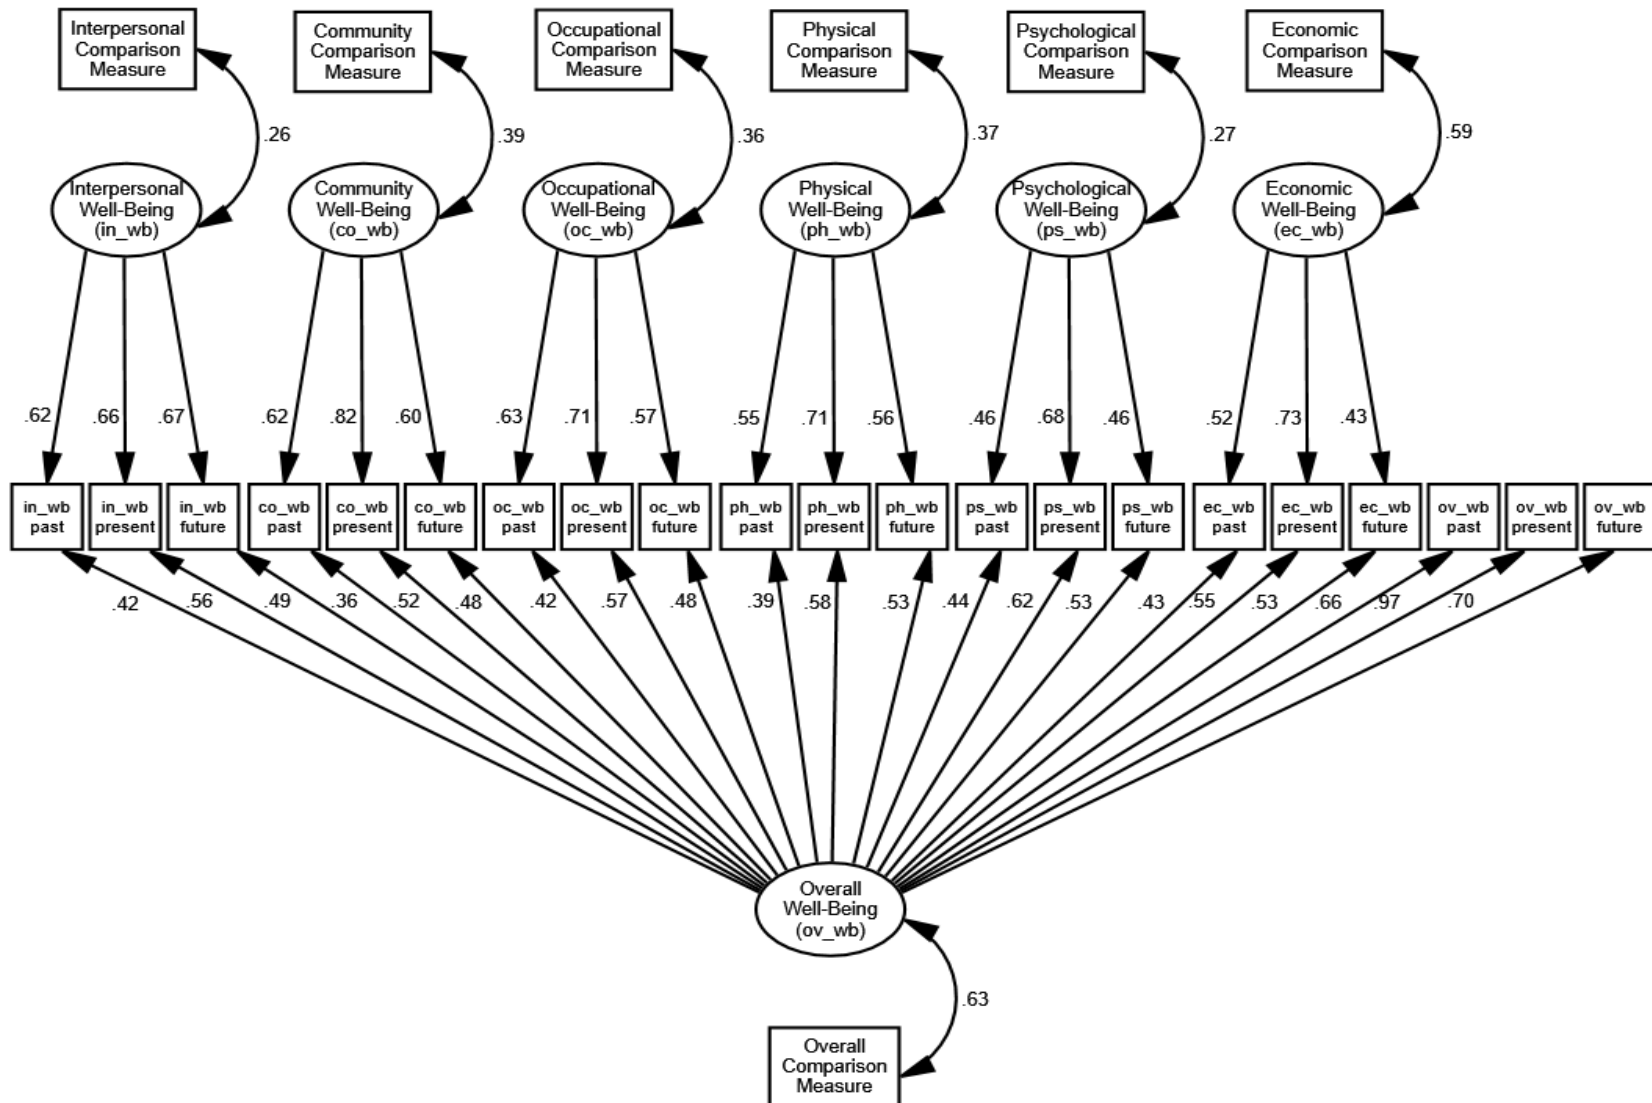 Interpersonal
Comparison
Measure
Community
Comparison
Measure
Occupational
Comparison
Measure
Physical
Comparison
Measure
Psychological
Comparison
Measure
Economic
Comparison
Measure
.26
.39
.36
.37
.27
.59
Interpersonal
Well-Being
(in_wb)
Community
Well-Being
(co_wb)
Occupational
Well-Being
(oc_wb)
Physical
Well-Being
(ph_wb)
Psychological
Well-Being
(ps_wb)
Economic
Well-Being
(ec_wb)
.62
.66
.67
.62
.82
.60
.63
.71
.57
.55
.71
.56
.46
.68
.46
.52
.73
.43
in_wb
past
in_wb
present
in_wb
future
co_wb
past
co_wb
present
co_wb
future
oc_wb
past
oc_wb
present
oc_wb
future
ph_wb
past
ph_wb
present
ph_wb
future
ps_wb
past
ps_wb
present
ps_wb
future
ec_wb
past
ec_wb
present
ec_wb
future
ov_wb
past
ov_wb
present
ov_wb
future
.42
.56
.49
.36
.52
.48
.42
.57
.48
.39
.58
.53
.44
.62
.53
.43
.55
.53
.66
.97
.70
Overall
Well-Being
(ov_wb)
.63
Overall
Comparison
Measure